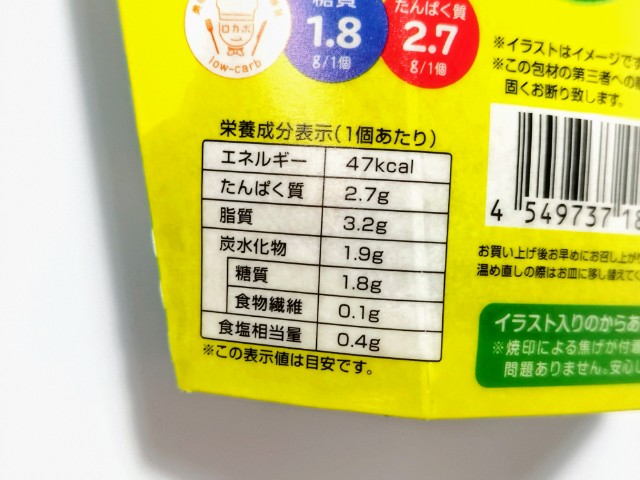 ロカボ
low-carb
糖質
1.8
g/1個
たんぱく質
2.7
g/1個
※イラストはイメージです
※この包材の第三者への
固くお断り致します。
栄養成分表示(1個あたり)
エネルギー 47kcal
たんぱく質 2.7g
脂質 3.2g
炭水化物 1.9g
糖質 1.8g
食物繊維 0.1g
食塩相当量 0.4g
※この表示値は目安です。
4 549737 18
お買い上げ後お早めにお召し上が
温め直しの際はお皿に移し替えて
イラスト入りのからあ
※焼印による焦げが付着
問題ありません。安心し